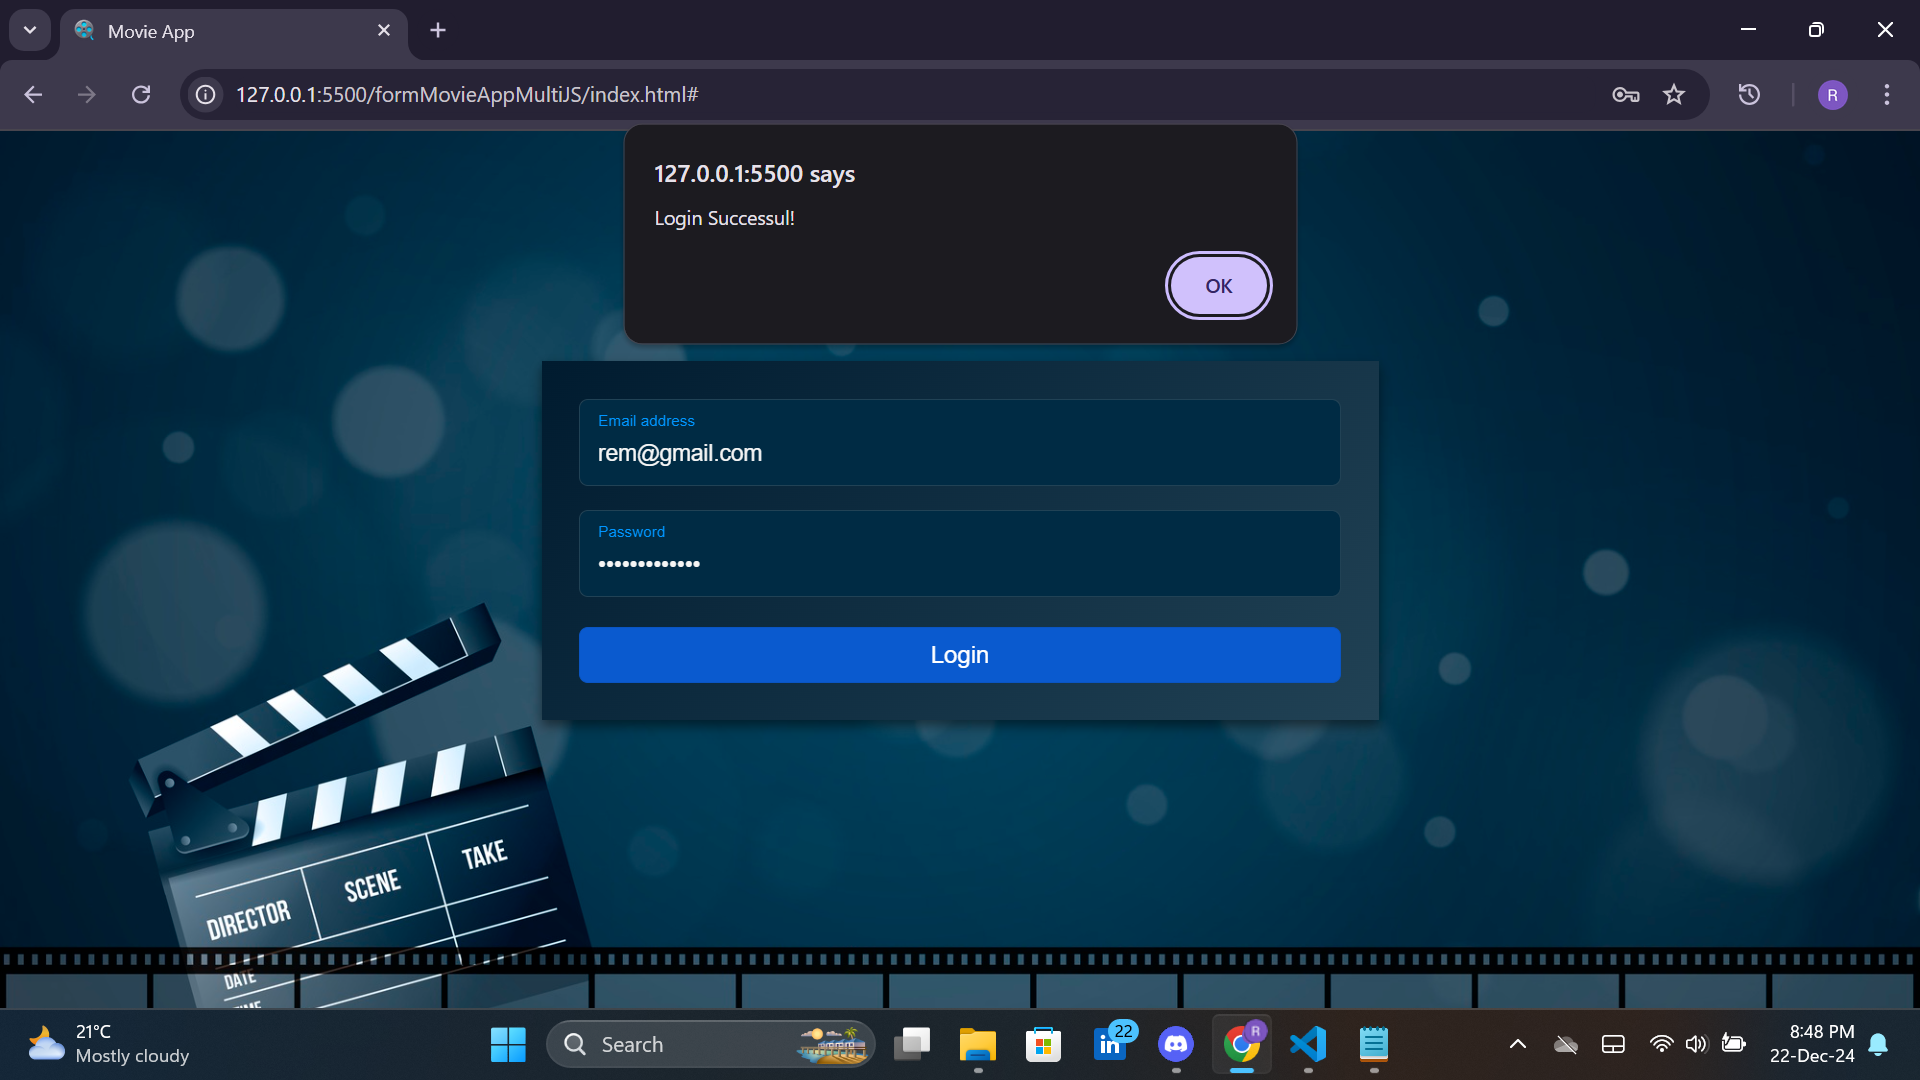 Movie App
127.0.0.1:5500/formMovieAppMultiJS/index.html#
R
127.0.0.1:5500 says
Login Successul!
OK
Email address
rem@gmail.com
Password
•••••••••••••
Login
TAKE
SCENE
DIRECTOR
DATE
21°C
Mostly cloudy
Search
in
22
R
8:48 PM
22-Dec-24